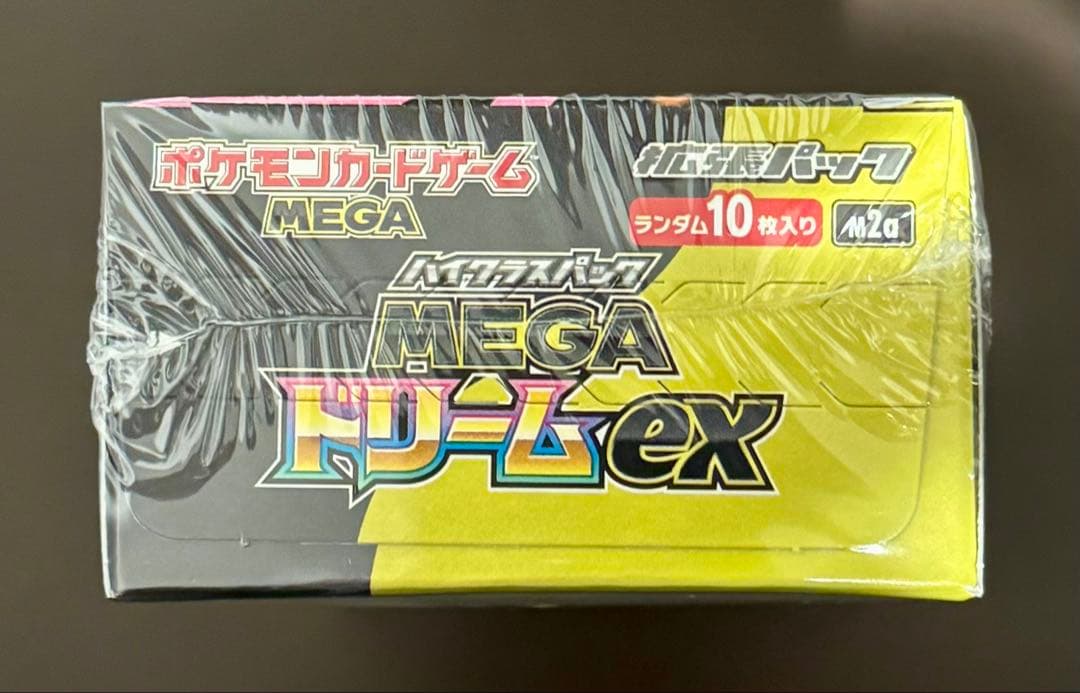 ポケモンカードゲーム
MEGA
拡張パック
ランダム10枚入り
M2a
ハイクラスパック
MEGA
ドリームex